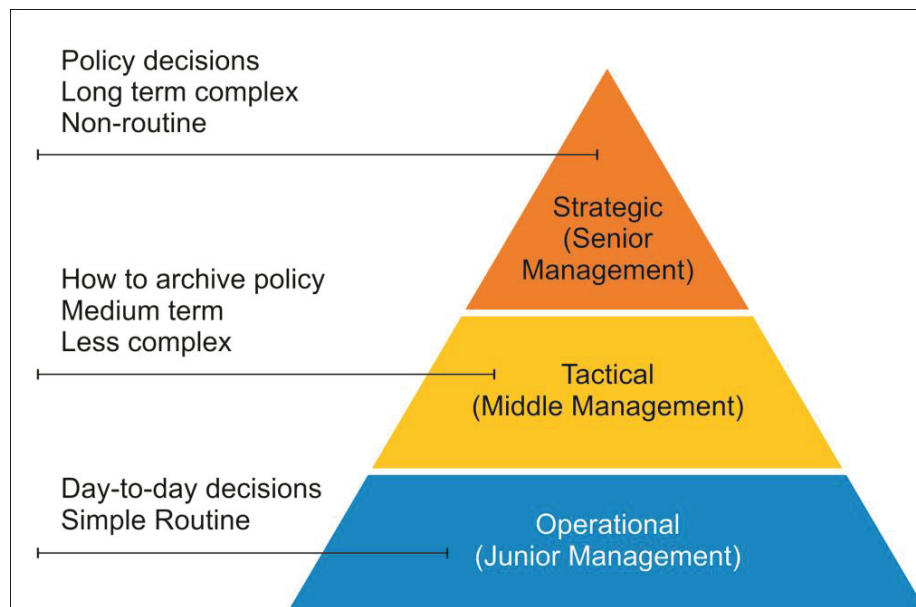 Policy decisions
Long term complex
Non-routine
Strategic
(Senior
Management)
How to archive policy
Medium term
Less complex
Tactical
(Middle Management)
Day-to-day decisions
Simple Routine
Operational
(Junior Management)